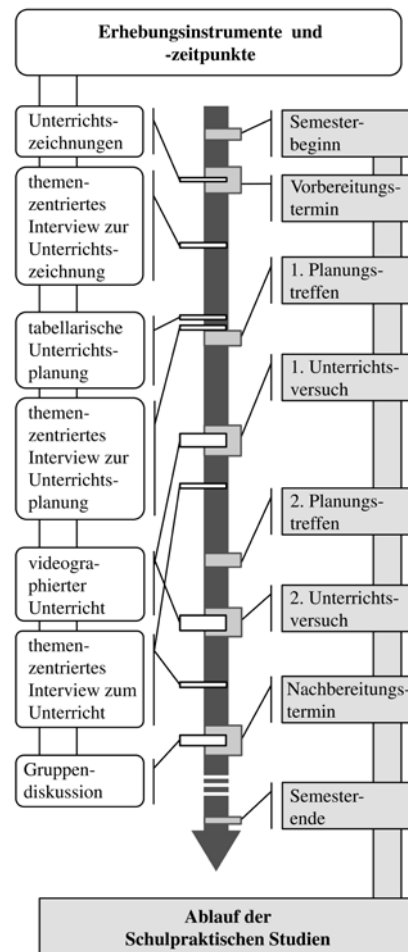 Erhebungsinstrumente und
-zeitpunkte
Unterrichts-
zeichnungen
themen-
zentriertes
Interview zur
Unterrichts-
zeichnung
tabellarische
Unterrichts-
planung
themen-
zentriertes
Interview zur
Unterrichts-
planung
videogra-
phierter
Unterricht
themen-
zentriertes
Interview zum
Unterricht
Gruppen-
diskussion
Semester-
beginn
Vorbereitungs-
termin
1. Planungs-
treffen
1. Unterrichts-
versuch
2. Planungs-
treffen
2. Unterrichts-
versuch
Nachbereitungs-
termin
Semester-
ende
Ablauf der
Schulpraktischen Studien